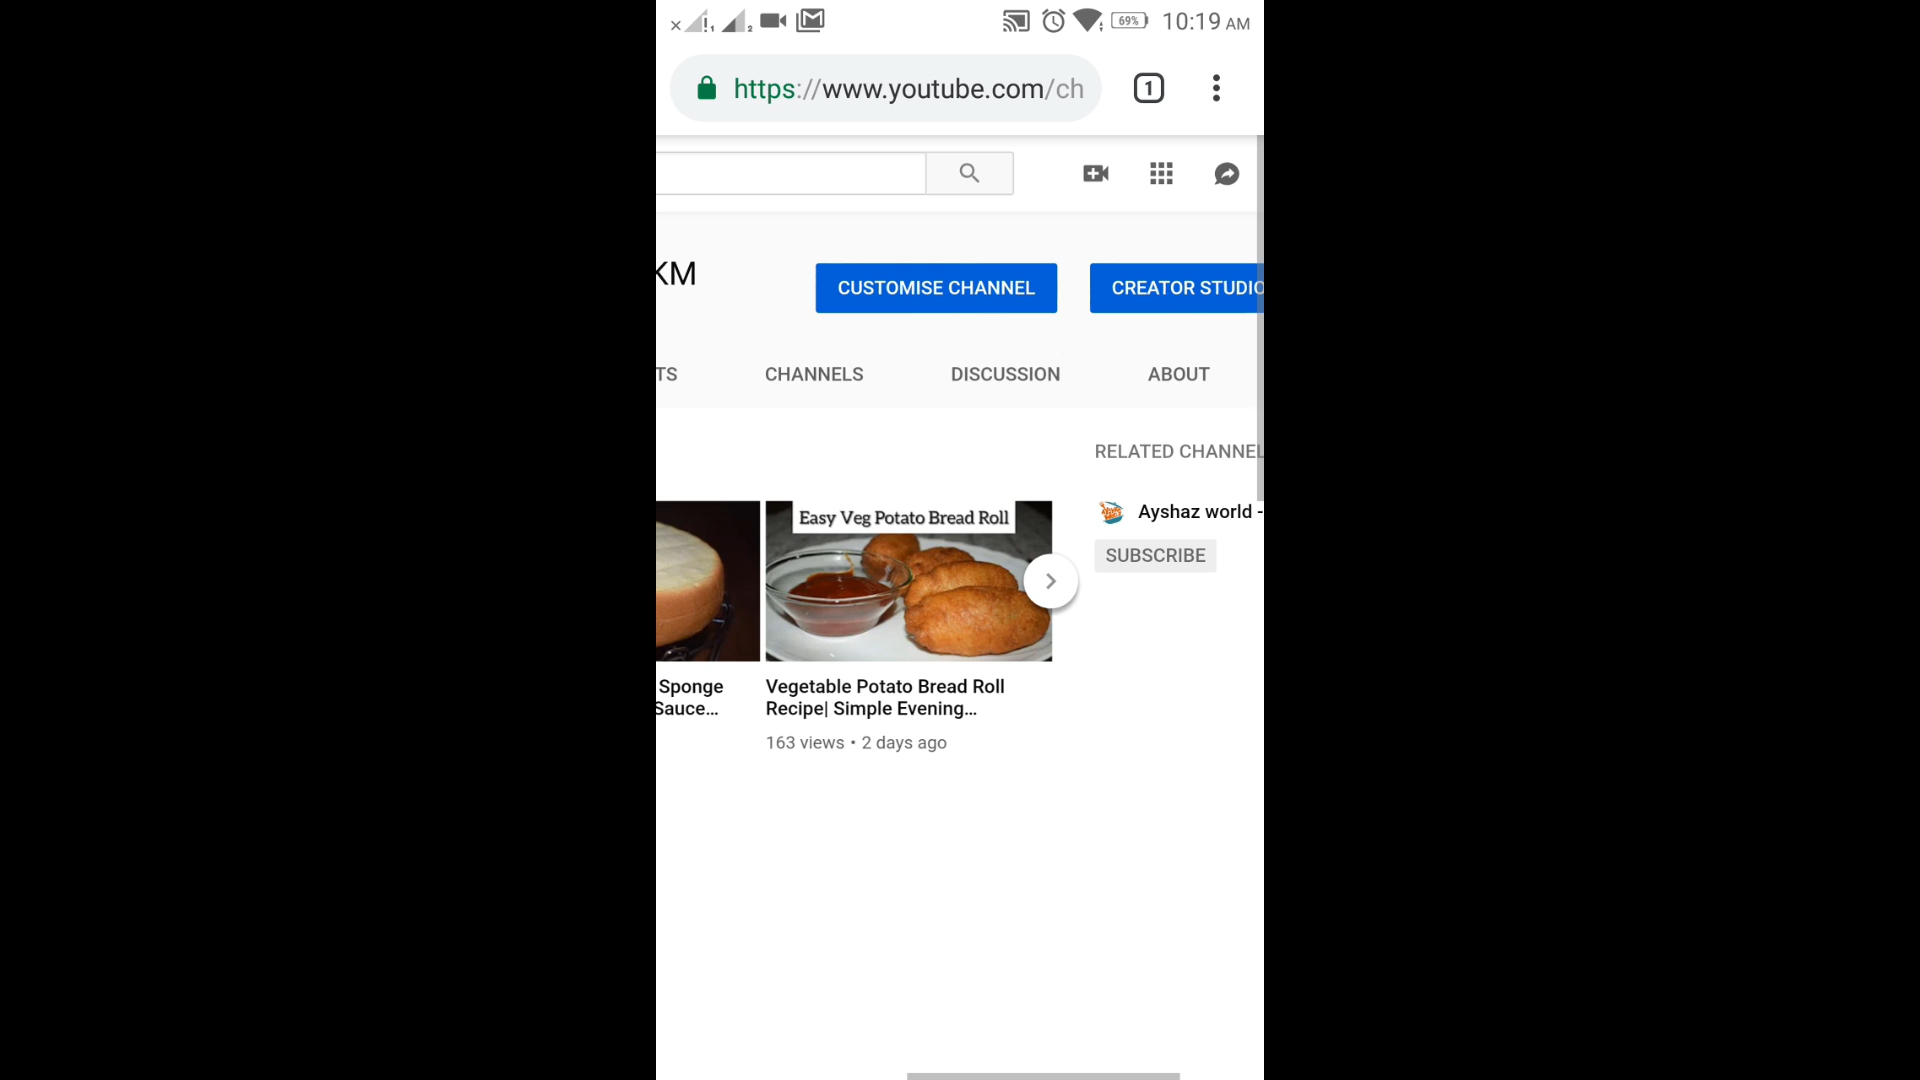 69%
10:19 AM
https://www.youtube.com/ch
1
KM
CUSTOMISE CHANNEL
CREATOR STUDIO
TS
CHANNELS
DISCUSSION
ABOUT
RELATED CHANNEL
Easy Veg Potato Bread Roll
Ayshaz world -
SUBSCRIBE
Sponge
Sauce...
Vegetable Potato Bread Roll
Recipe| Simple Evening...
163 views • 2 days ago